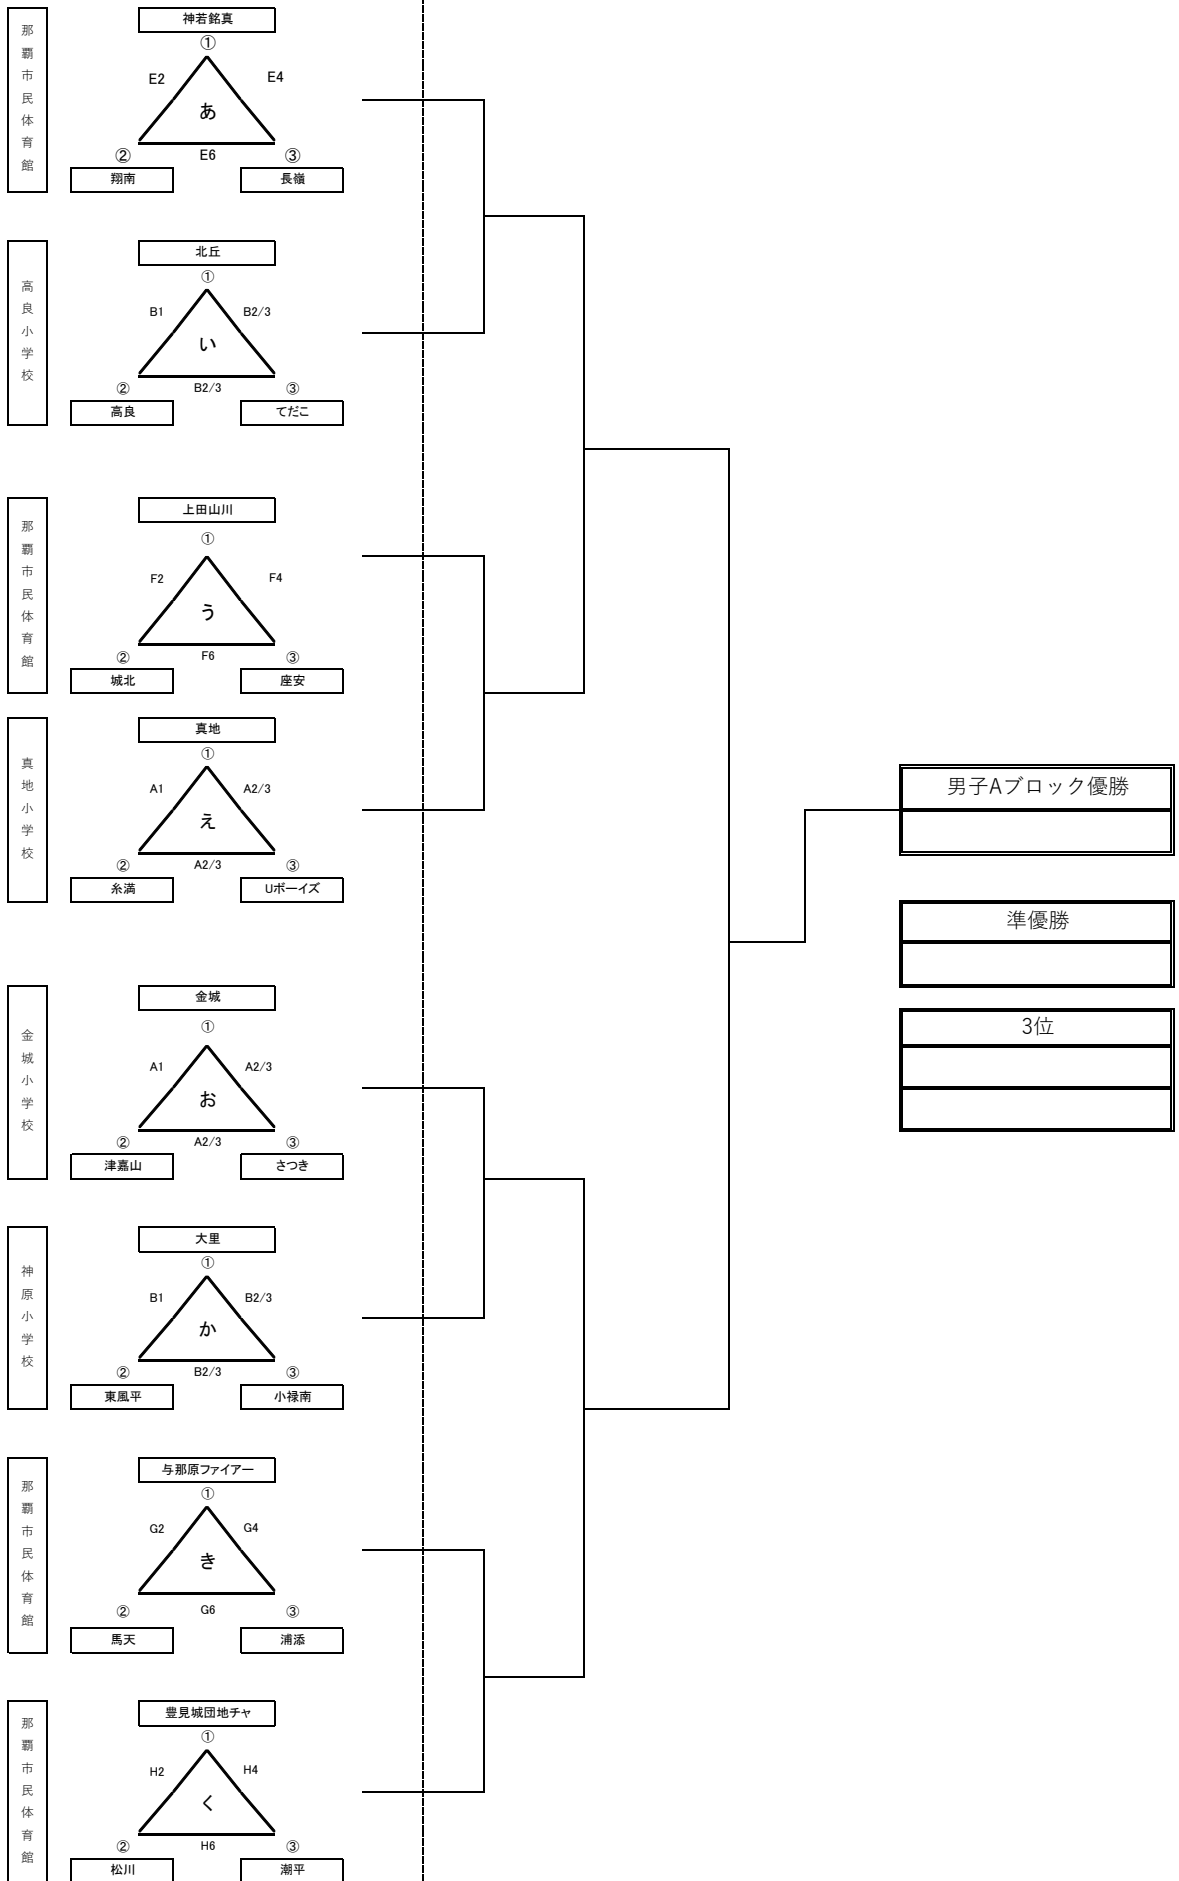 那覇市民体育館
神若銘真
①
E2
E4
あ
②
E6
③
翔南
長嶺
高良小学校
北丘
①
B1
B2/3
い
②
B2/3
③
高良
てだこ
那覇市民体育館
上田山川
①
F2
F4
う
②
F6
③
城北
座安
真地小学校
真地
①
A1
A2/3
え
②
A2/3
③
糸満
Uボーイズ
男子Aブロック優勝
準優勝
3位
金城小学校
金城
①
A1
A2/3
お
②
A2/3
③
津嘉山
さつき
神原小学校
大里
①
B1
B2/3
か
②
B2/3
③
東風平
小禄南
那覇市民体育館
与那原ファイアー
①
G2
G4
き
②
G6
③
馬天
浦添
那覇市民体育館
豊見城団地チャ
①
H2
H4
く
②
H6
③
松川
潮平